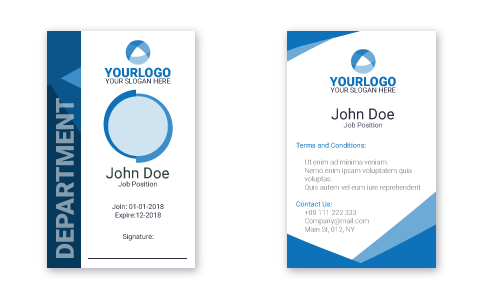 DEPARTMENT
YOURLOGO
YOUR SLOGAN HERE
John Doe
Job Position
Join: 01-01-2018
Expire:12-2018
Signature:
YOURLOGO
YOUR SLOGAN HERE
John Doe
Job Position
Terms and Conditions:
Ut enim ad minima veniam.
Nemo enim ipsam voluptatem quia
voluptas.
Quis autem vel eum iure reprehenderit
Contact Us:
+00 111 222 333
Company@mail.com
Main St, 012, NY